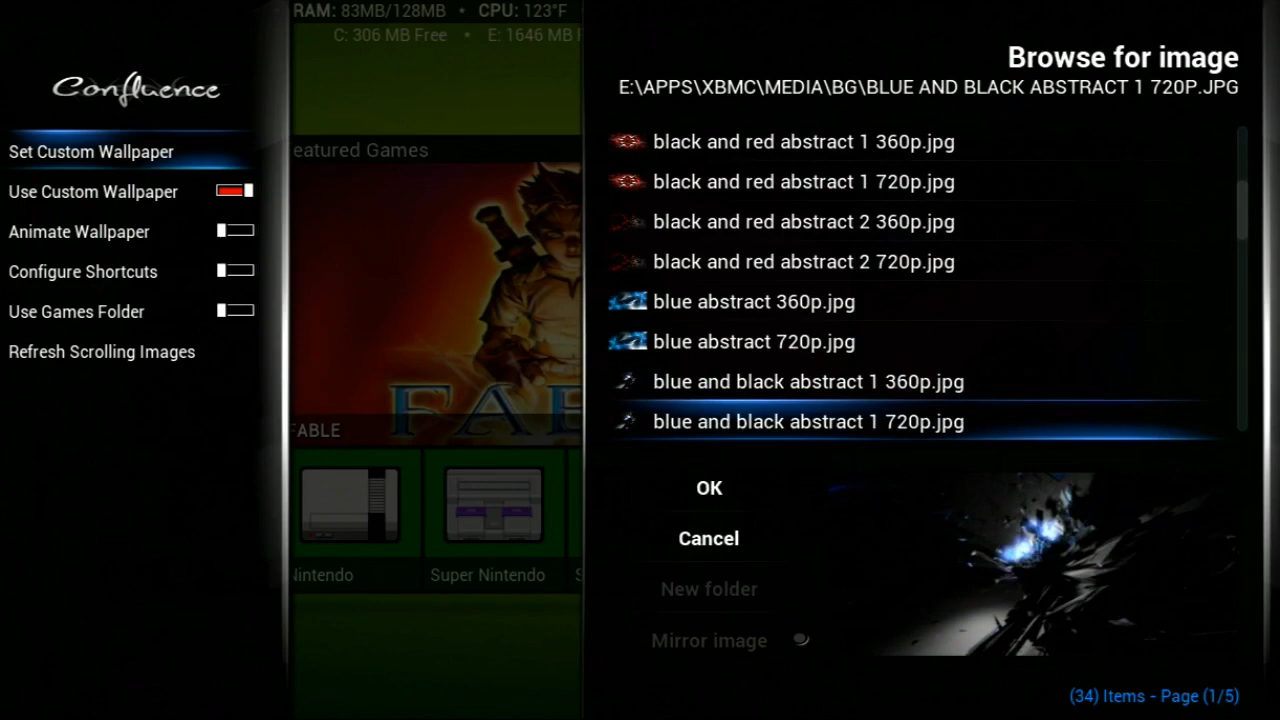 RAM: 83MB/128MB • CPU: 123°F
C: 306 MB Free • E: 1646 MB F
Confluence
Set Custom Wallpaper
Use Custom Wallpaper
Animate Wallpaper
Configure Shortcuts
Use Games Folder
Refresh Scrolling Images
eatured Games
FAB
FABLE
Nintendo
Super Nintendo
S
Browse for image
E:\APPS\XBMC\MEDIA\BG\BLUE AND BLACK ABSTRACT 1 720P.JPG
black and red abstract 1 360p.jpg
black and red abstract 1 720p.jpg
black and red abstract 2 360p.jpg
black and red abstract 2 720p.jpg
blue abstract 360p.jpg
blue abstract 720p.jpg
blue and black abstract 1 360p.jpg
blue and black abstract 1 720p.jpg
OK
Cancel
New folder
Mirror image
(34) Items - Page (1/5)